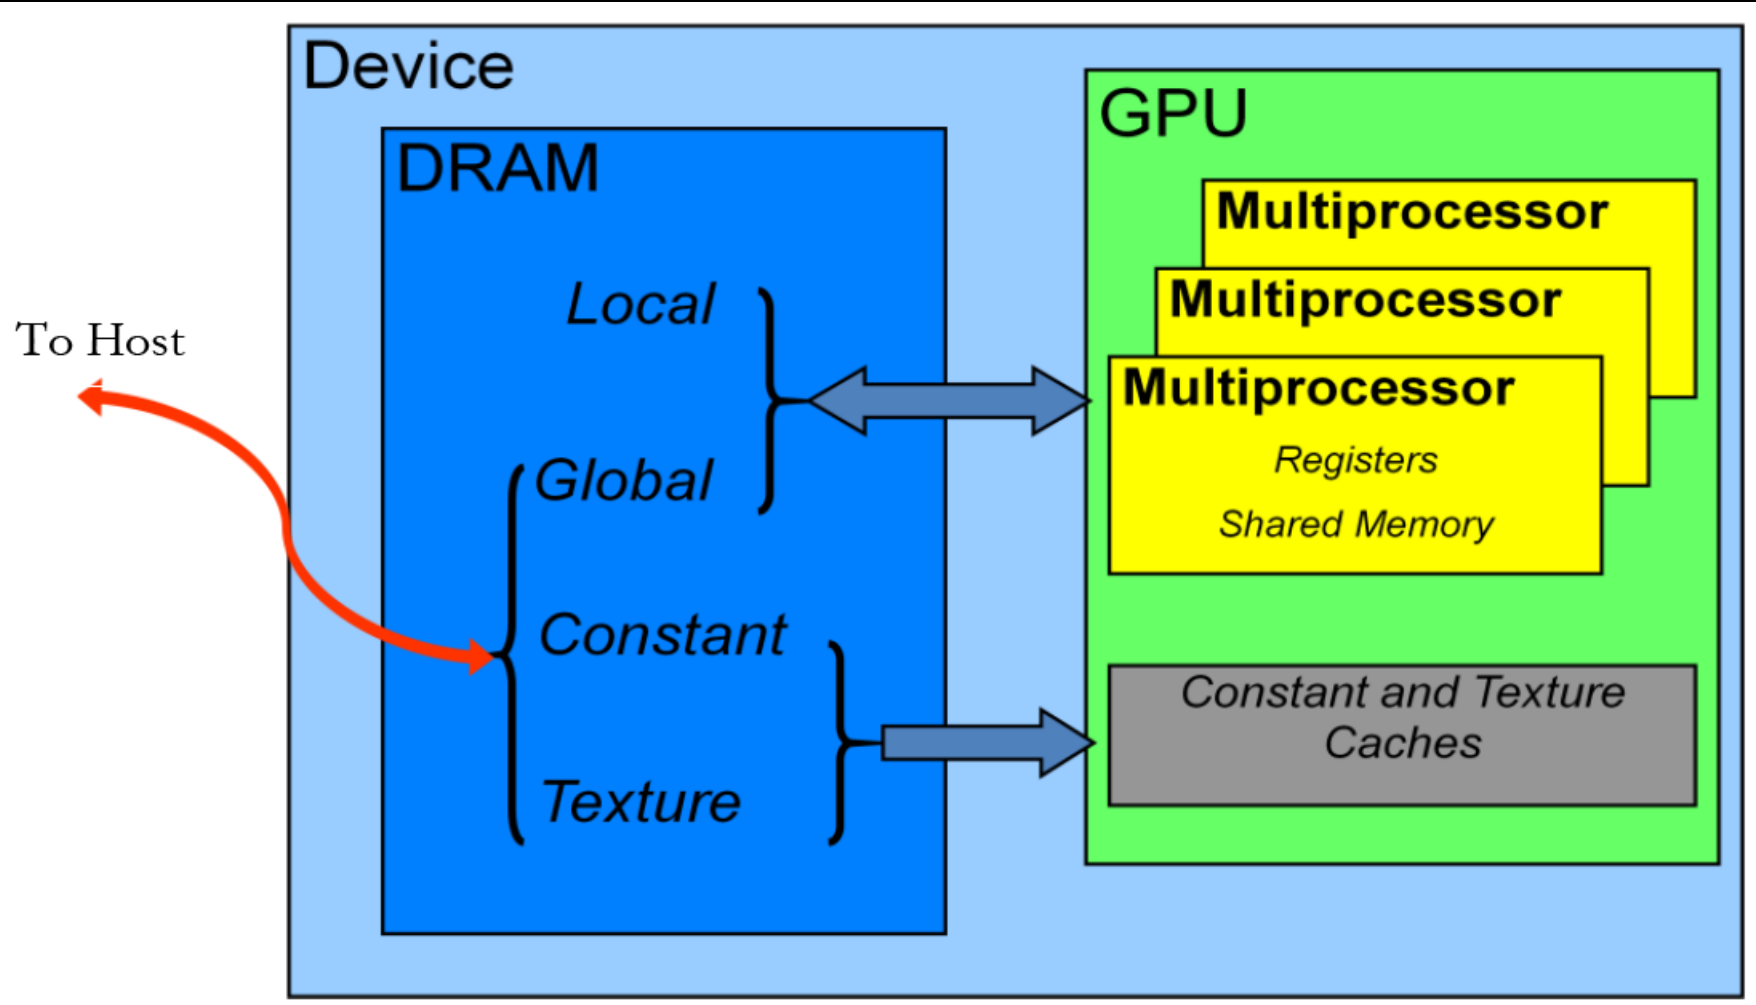 Device
DRAM
Local
Global
Constant
Texture
To Host
GPU
Multiprocessor
Multiprocessor
Multiprocessor
Registers
Shared Memory
Constant and Texture
Caches